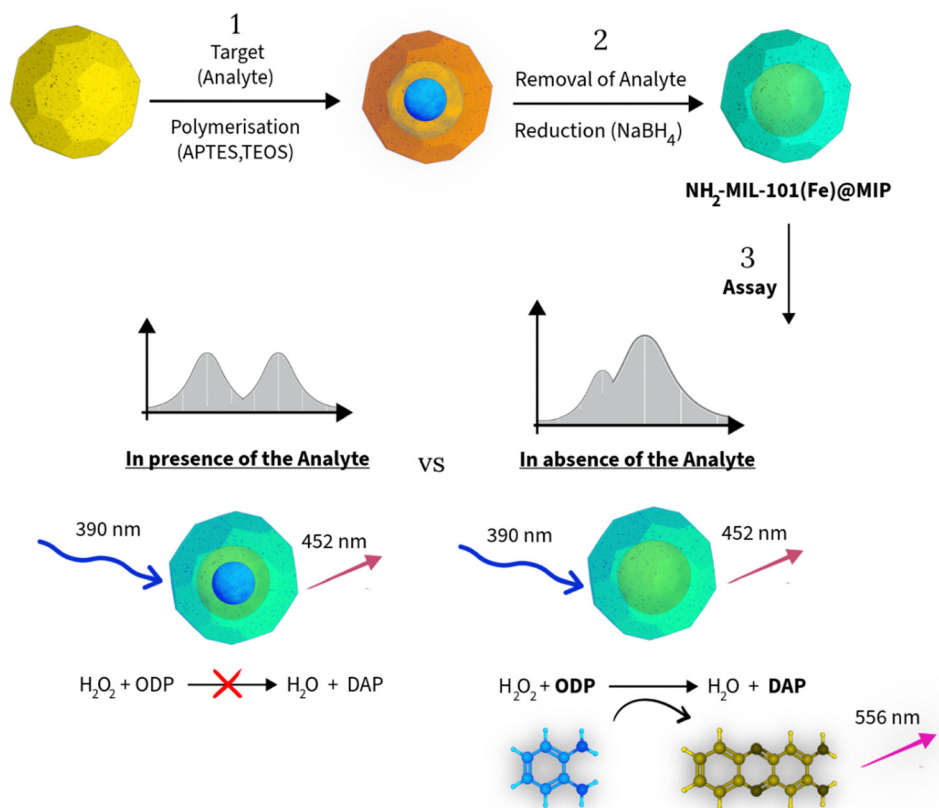 1
Target
(Analyte)
Polymerisation
(APTES,TEOS)
2
Removal of Analyte
Reduction (NaBH₄)
NH₂-MIL-101(Fe)@MIP
3
Assay
In presence of the Analyte
vs
In absence of the Analyte
390 nm
452 nm
390 nm
452 nm
H₂O₂ + ODP
H₂O + DAP
H₂O₂ + ODP
H₂O + DAP
556 nm